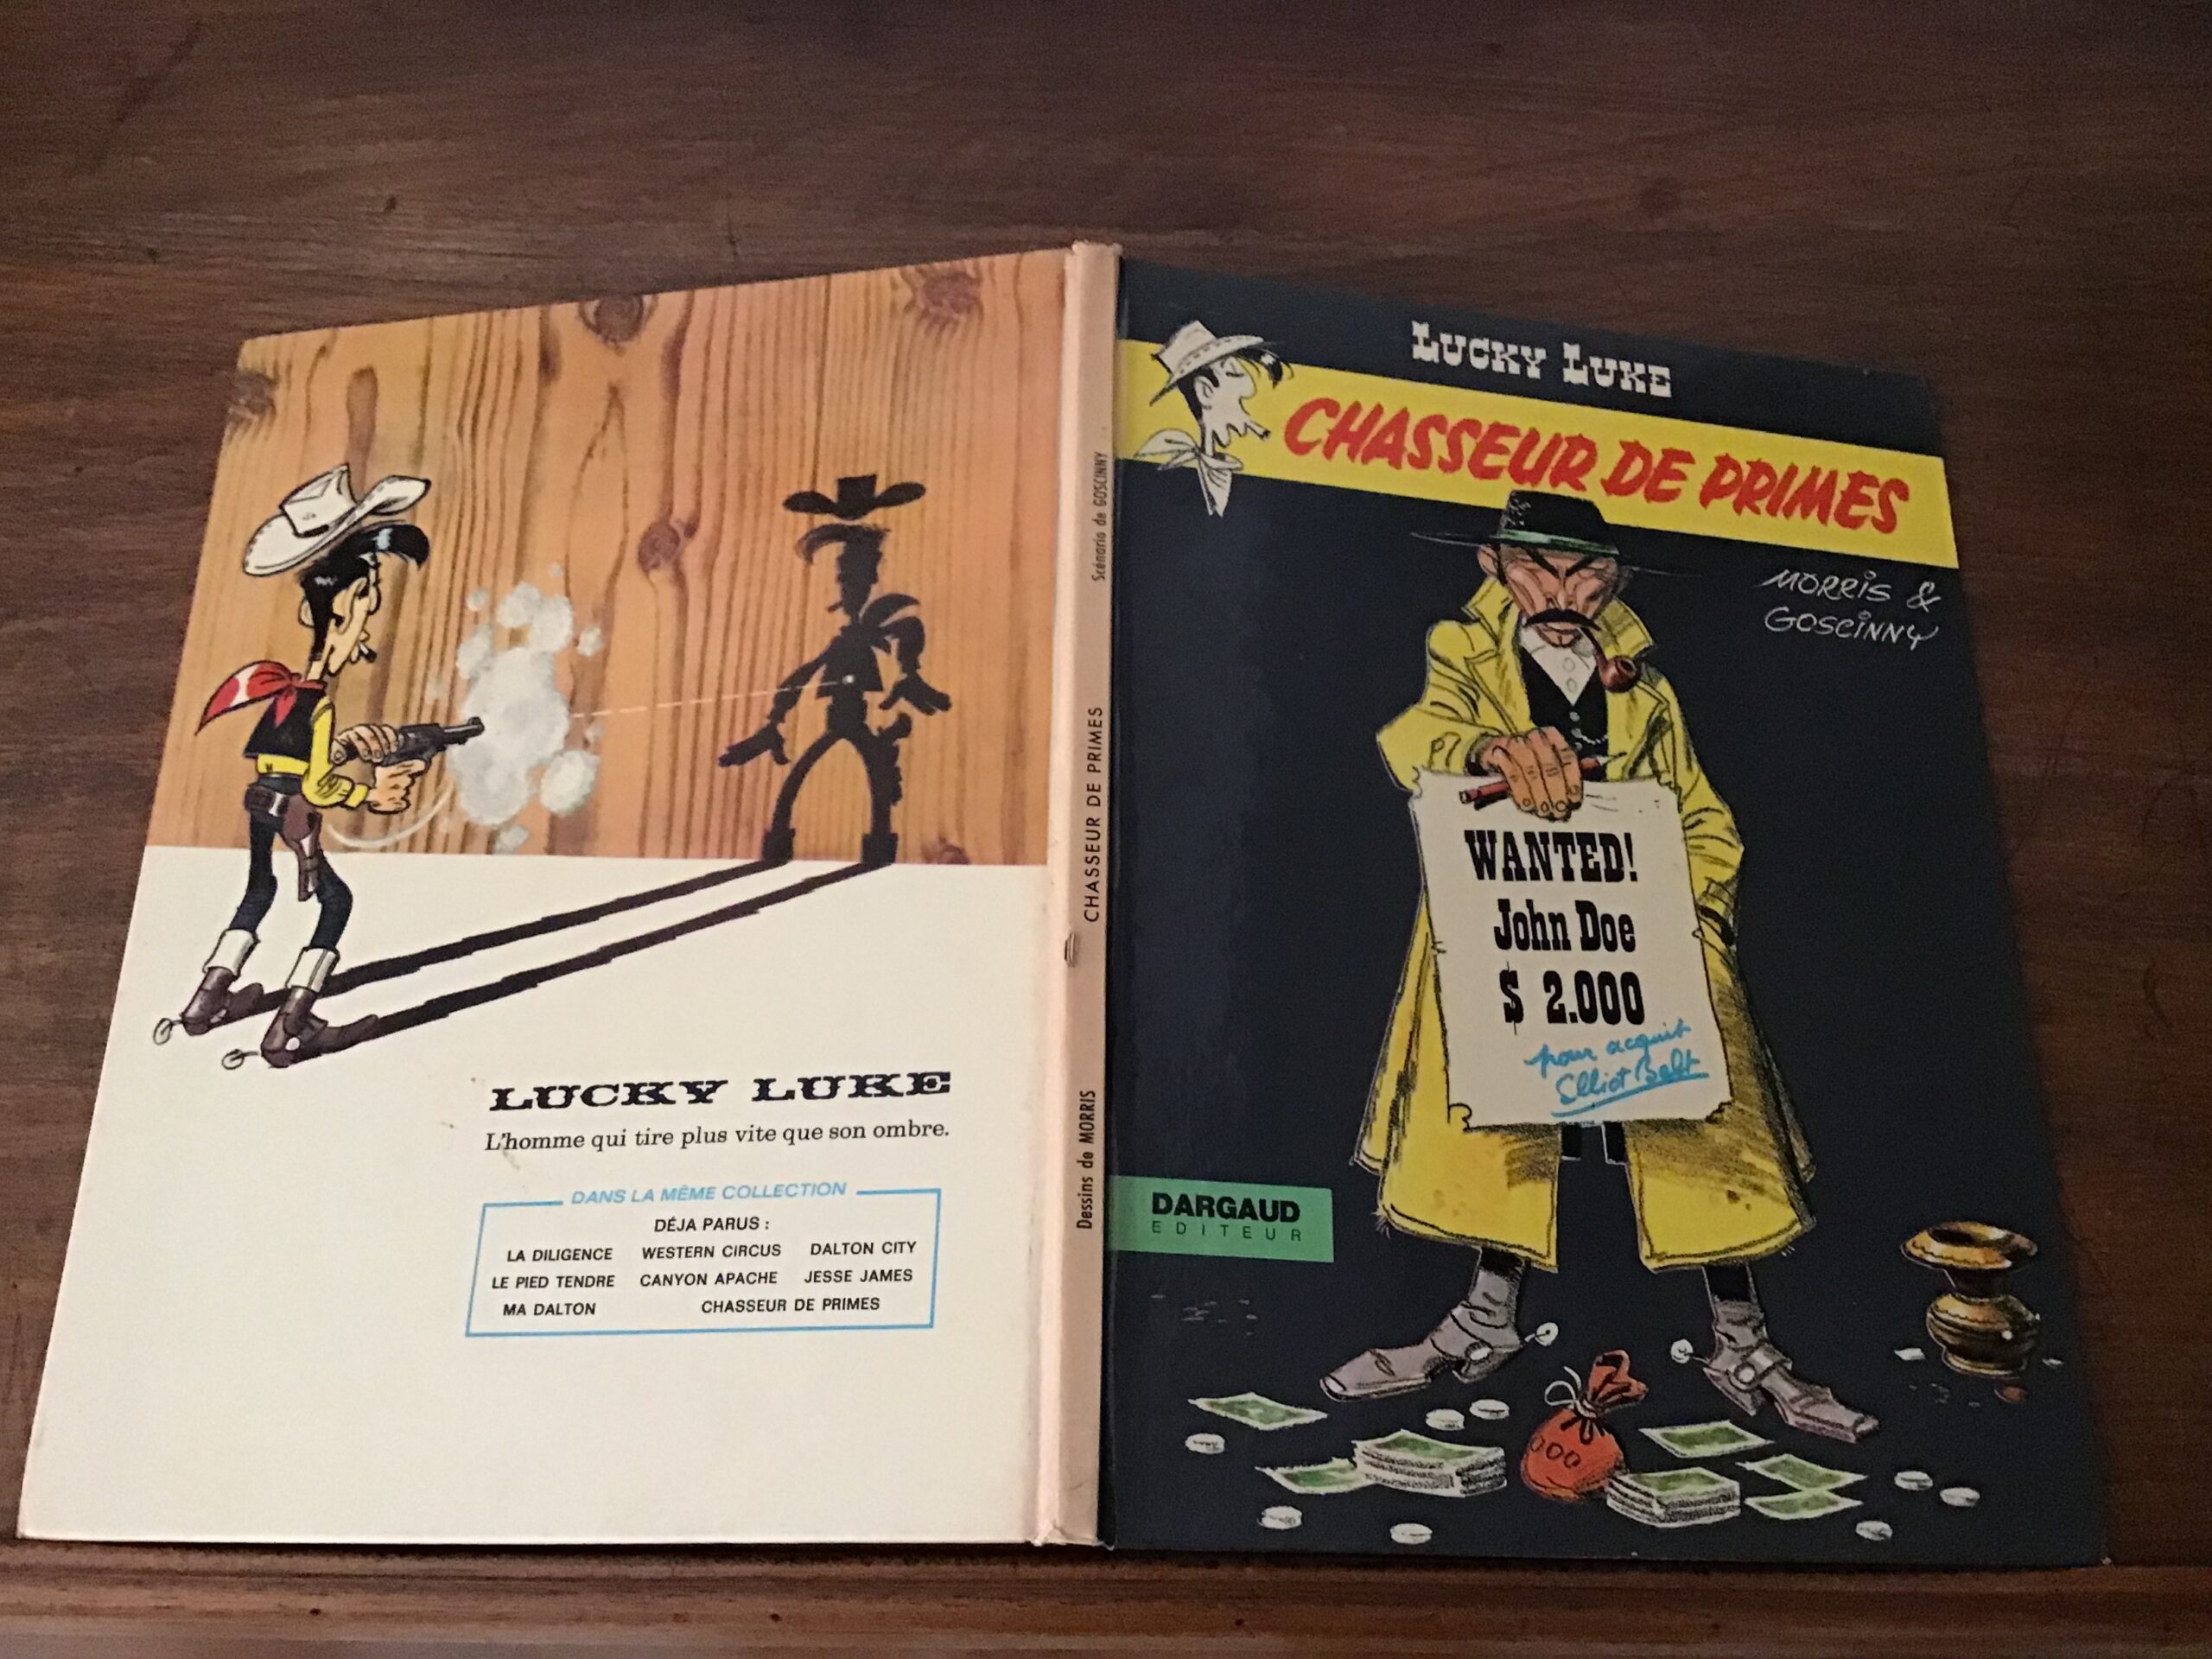 LUCKY LUKE
L'homme qui tire plus vite que son ombre.
DANS LA MÊME COLLECTION
DÉJA PARUS :
LA DILIGENCE WESTERN CIRCUS DALTON CITY
LE PIED TENDRE CANYON APACHE JESSE JAMES
MA DALTON CHASSEUR DE PRIMES
Dessins de MORRIS CHASSEUR DE PRIMES Scénario de GOSCINNY
LUCKY LUKE
CHASSEUR DE PRIMES
MORRIS &
GOSCINNY
WANTED!
John Doe
$ 2.000
pour acquit
Elliot Belt
DARGAUD
EDITEUR
000